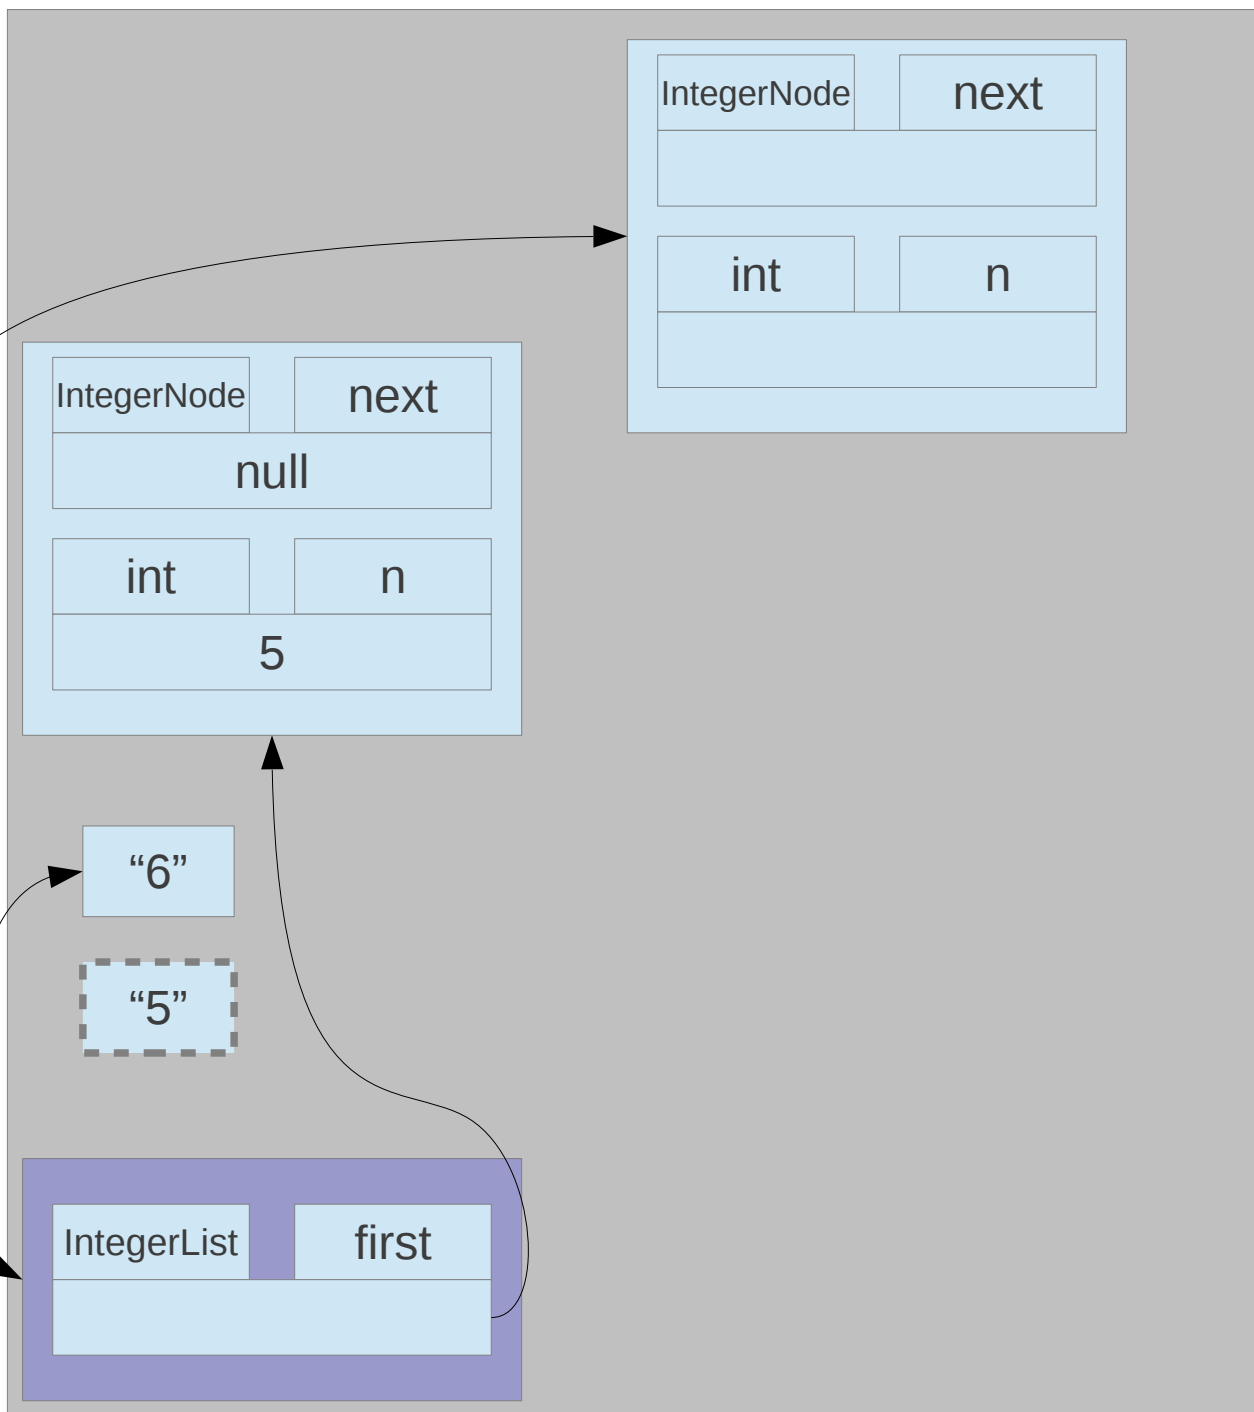 IntegerNode next
int n
IntegerNode next
null
int n
5
“6”
“5”
IntegerList first